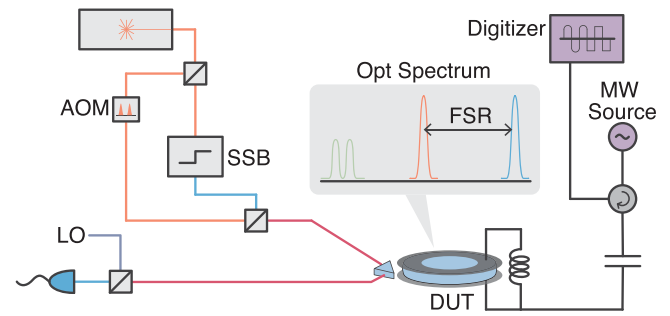 Digitizer
Opt Spectrum
MW
Source
AOM
FSR
SSB
LO
DUT